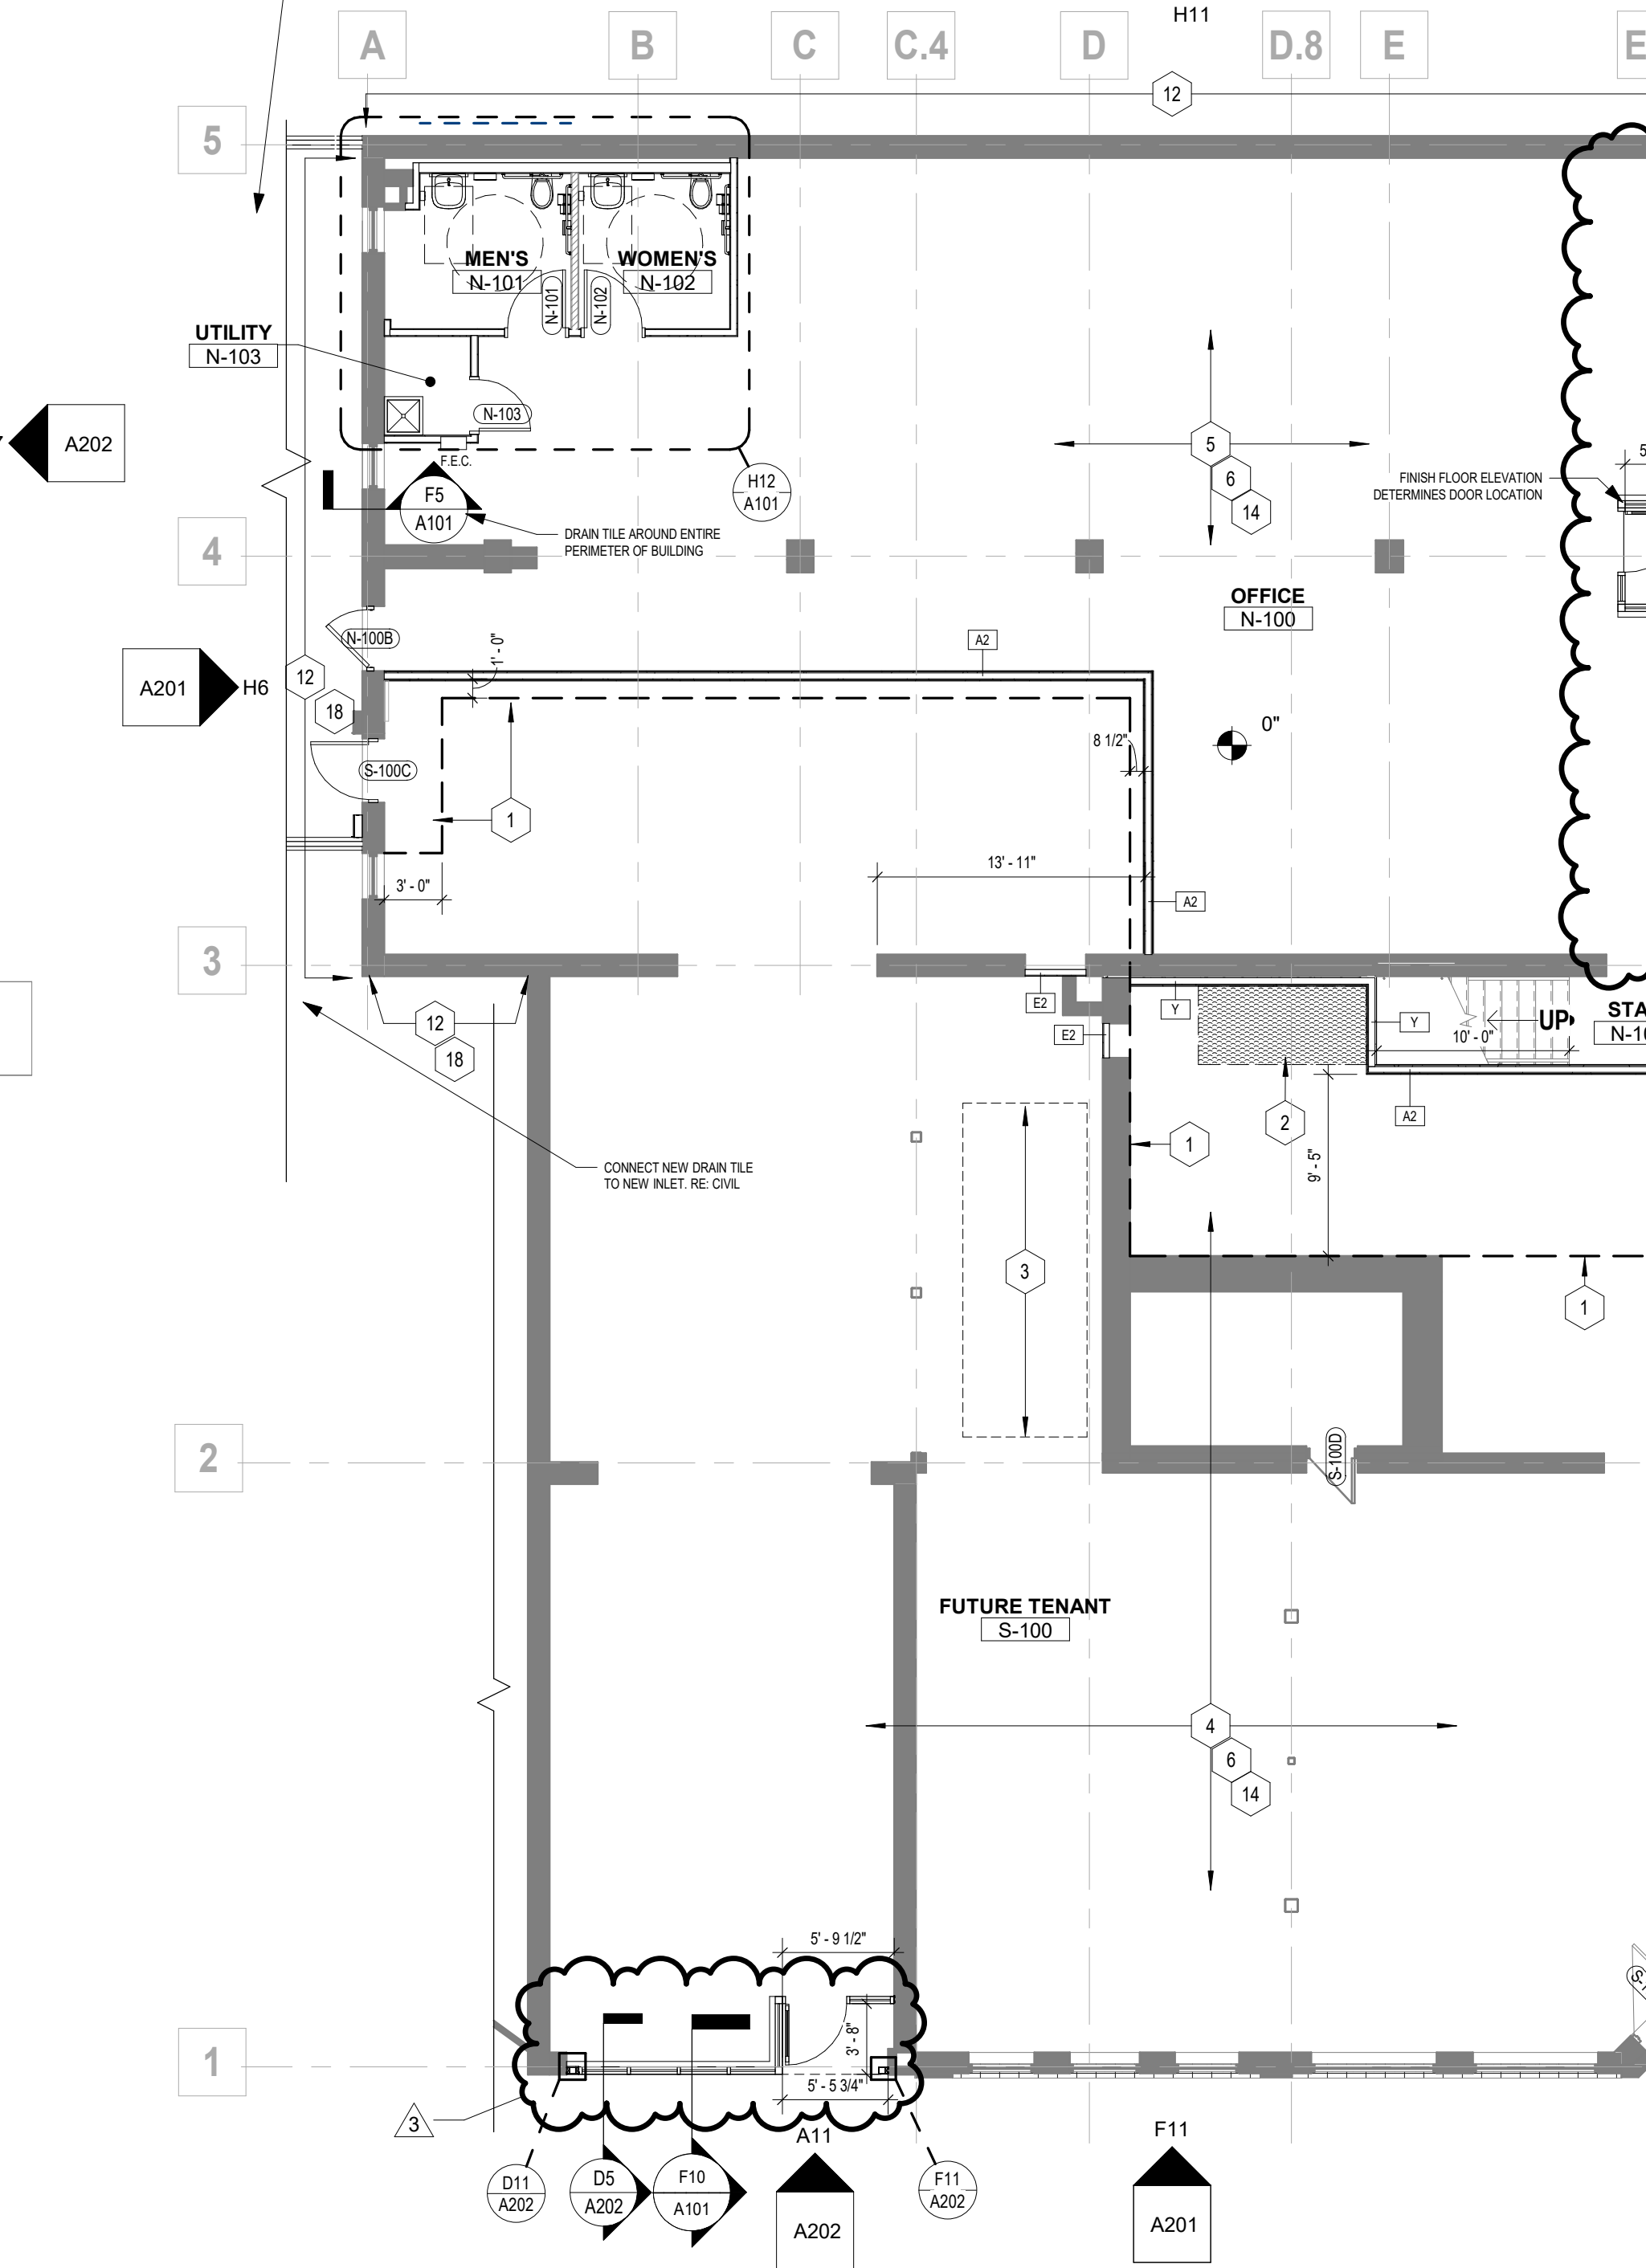 H11
A
B
C
C.4
D
D.8
E
E
12
5
MEN'S
N-101
WOMEN'S
N-102
N-101
N-102
UTILITY
N-103
N-103
A202
F.E.C.
F5
A101
H12
A101
5
6
14
5
FINISH FLOOR ELEVATION
DETERMINES DOOR LOCATION
DRAIN TILE AROUND ENTIRE
PERIMETER OF BUILDING
4
OFFICE
N-100
N-100B
1' - 0"
A2
A201
H6
12
18
0"
8 1/2"
S-100C
1
13' - 11"
3' - 0"
A2
3
E2
Y
E2
Y
UP
10' - 0"
STA
N-10
12
18
A2
2
1
9' - 5"
CONNECT NEW DRAIN TILE
TO NEW INLET. RE: CIVIL
3
1
2
S-100D
FUTURE TENANT
S-100
4
6
14
5' - 9 1/2"
3' - 8"
1
5' - 5 3/4"
3
A11
F11
D11
A202
D5
A202
F10
A101
F11
A202
A202
A201